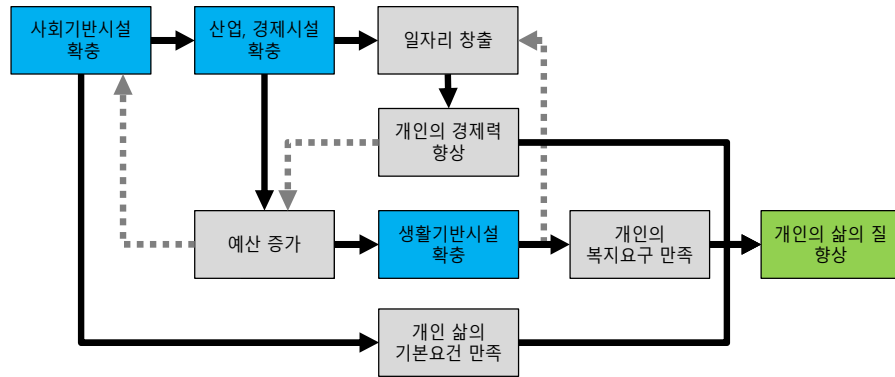 사회기반시설
확충
산업, 경제시설
확충
일자리 창출
개인의 경제력
향상
예산 증가
생활기반시설
확충
개인의
복지요구 만족
개인의 삶의 질
향상
개인 삶의
기본요건 만족